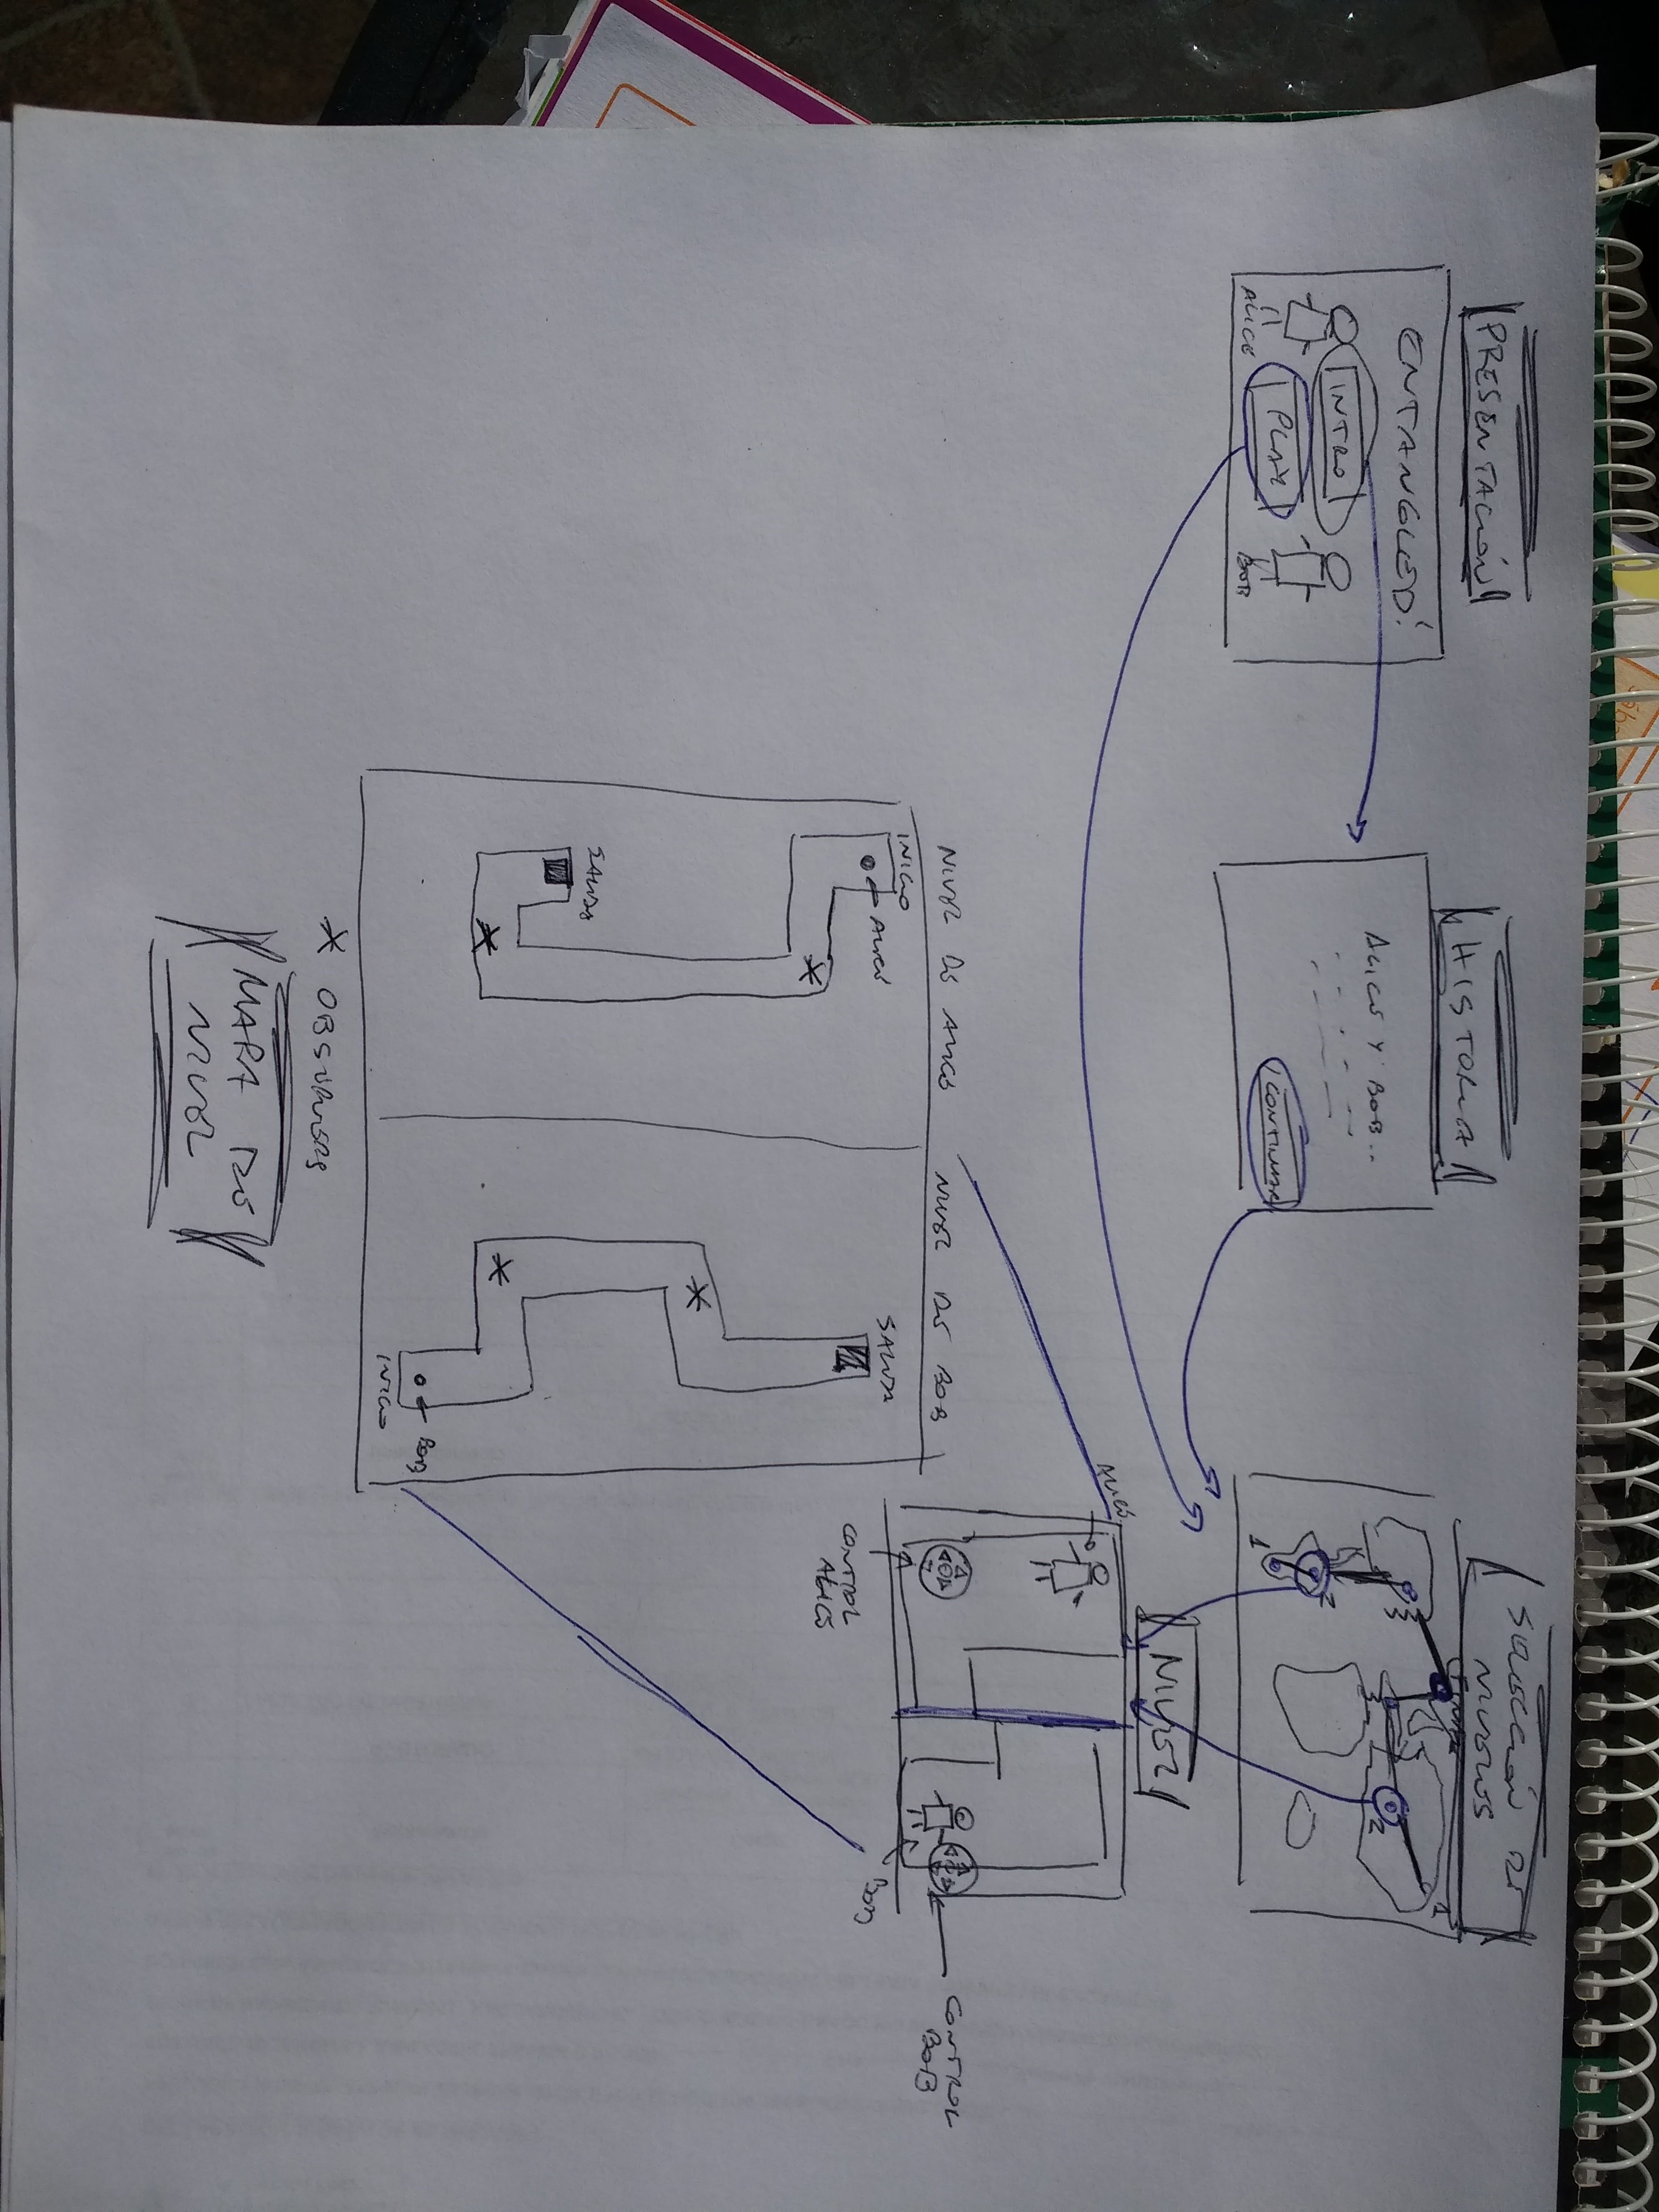 PRESENTACIÓN
ENTANGLED!
INTRO
PLAY
ALICE
BOB
HISTORIA
ALICE Y BOB...
CONTINUAR
SELECCIÓN DE
NIVELES
FINAL
1
2
3
3
2
1
NIVEL
ALICE
CONTROL
BOB
BOB
CONTROL
ALICE
NIVEL DE ALICE
NIVEL DE BOB
INICIO
ALICE
SALIDA
SALIDA
BOB
INICIO
* OBSERVERS
MAPA DE
NIVEL